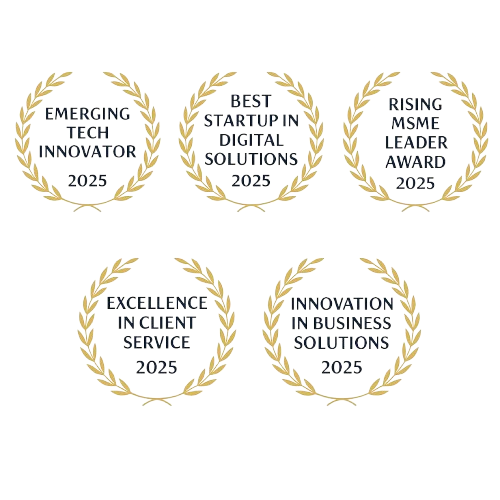 EMERGING
TECH
INNOVATOR
2025
BEST
STARTUP IN
DIGITAL
SOLUTIONS
2025
RISING
MSME
LEADER
AWARD
2025
EXCELLENCE
IN CLIENT
SERVICE
2025
INNOVATION
IN BUSINESS
SOLUTIONS
2025